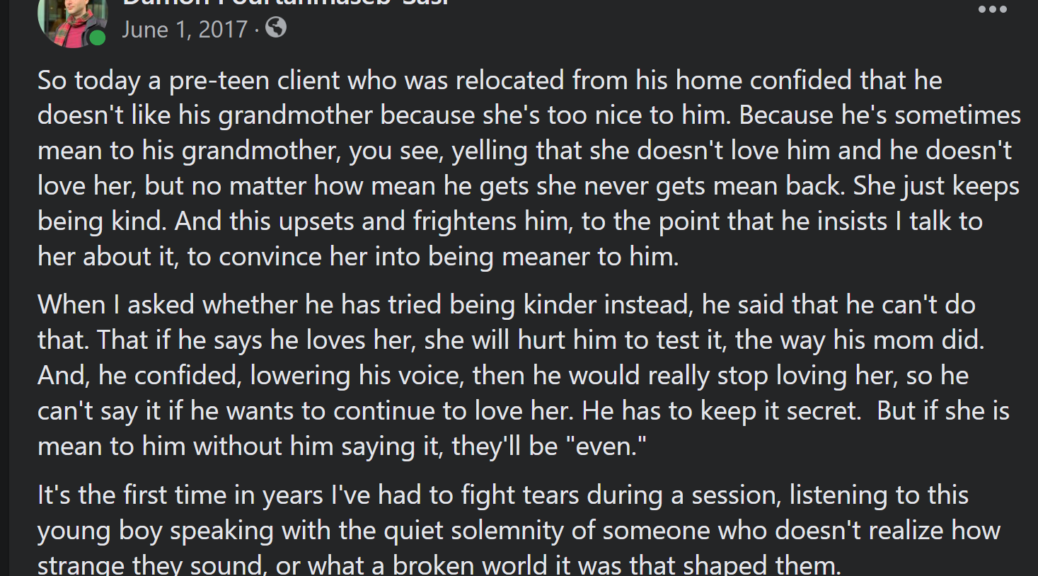 June 1, 2017 ·
So today a pre-teen client who was relocated from his home confided that he
doesn't like his grandmother because she's too nice to him. Because he's sometimes
mean to his grandmother, you see, yelling that she doesn't love him and he doesn't
love her, but no matter how mean he gets she never gets mean back. She just keeps
being kind. And this upsets and frightens him, to the point that he insists I talk to
her about it, to convince her into being meaner to him.
When I asked whether he has tried being kinder instead, he said that he can't do
that. That if he says he loves her, she will hurt him to test it, the way his mom did.
And, he confided, lowering his voice, then he would really stop loving her, so he
can't say it if he wants to continue to love her. He has to keep it secret.  But if she is
mean to him without him saying it, they'll be "even."
It's the first time in years I've had to fight tears during a session, listening to this
young boy speaking with the quiet solemnity of someone who doesn't realize how
strange they sound, or what a broken world it was that shaped them.